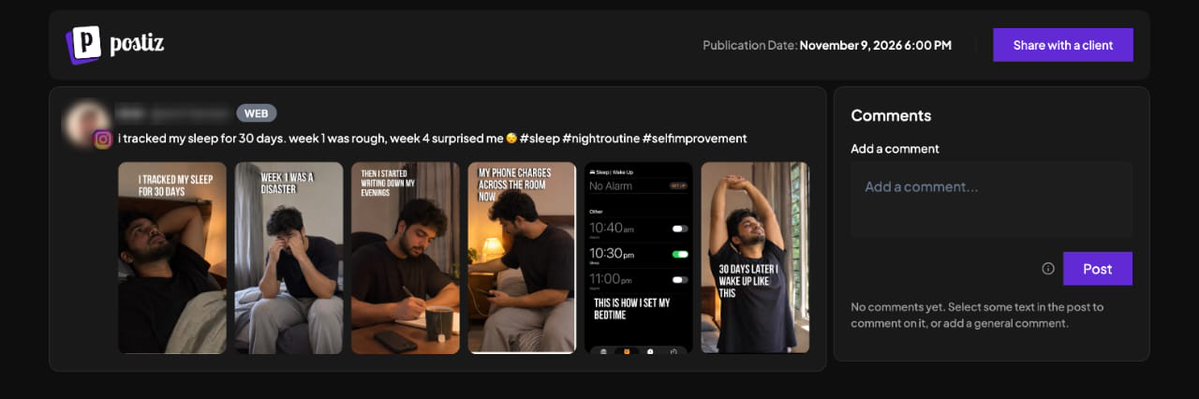 postiz
Publication Date: November 9, 2026 6:00 PM
Share with a client
WEB
i tracked my sleep for 30 days. week 1 was rough, week 4 surprised me 😴 #sleep #nightroutine #selfimprovement
I TRACKED MY SLEEP
FOR 30 DAYS
WEEK 1 WAS A
DISASTER
THEN I STARTED
WRITING DOWN MY
EVENINGS
MY PHONE CHARGES
ACROSS THE ROOM
NOW
Sleep | Wake Up
No Alarm
Other
10:40am
10:30pm
11:00pm
THIS IS HOW I SET MY
BEDTIME
30 DAYS LATER I
WAKE UP LIKE
THIS
Comments
Add a comment
Add a comment...
Post
No comments yet. Select some text in the post to
comment on it, or add a general comment.